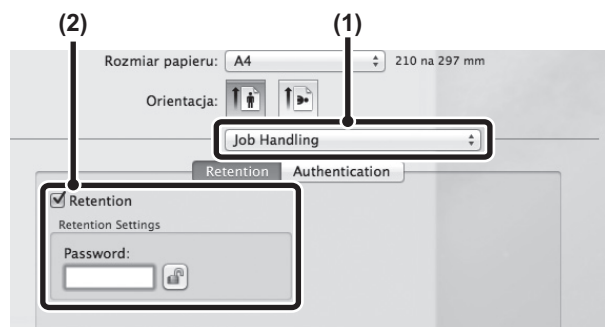 (2) (1)
Rozmiar papieru: A4 210 na 297 mm
Orientacja:
Job Handling
Retention Authentication
Retention
Retention Settings
Password: